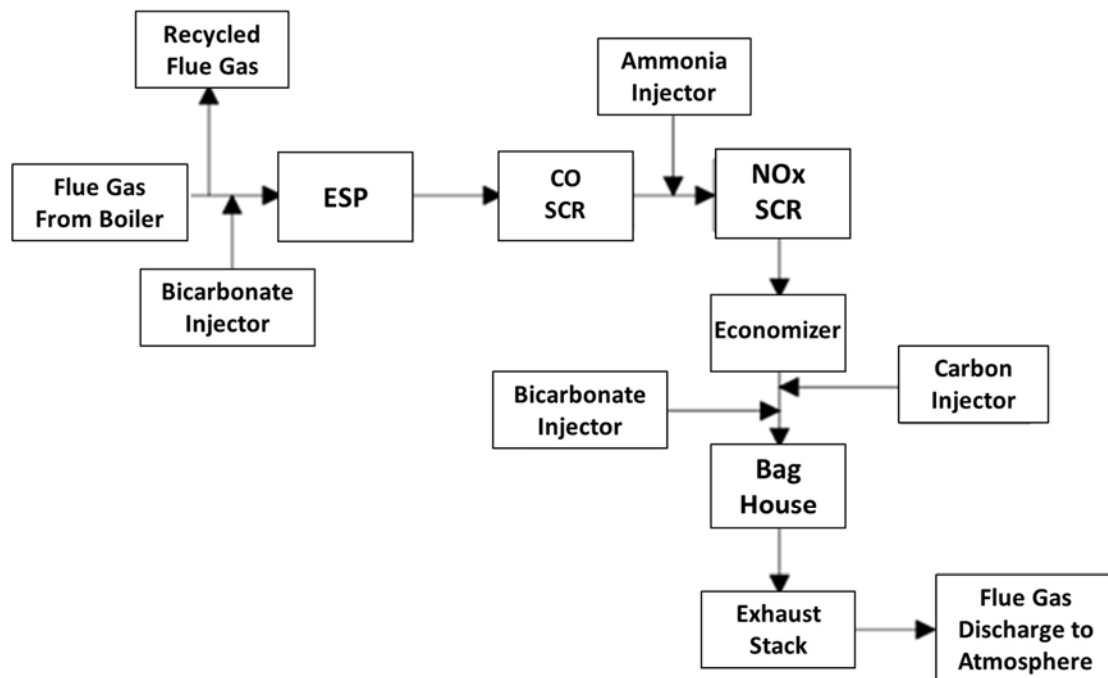 Recycled
Flue Gas
Ammonia
Injector
Flue Gas
From Boiler
ESP
CO
SCR
NOx
SCR
Bicarbonate
Injector
Economizer
Bicarbonate
Injector
Carbon
Injector
Bag
House
Exhaust
Stack
Flue Gas
Discharge to
Atmosphere